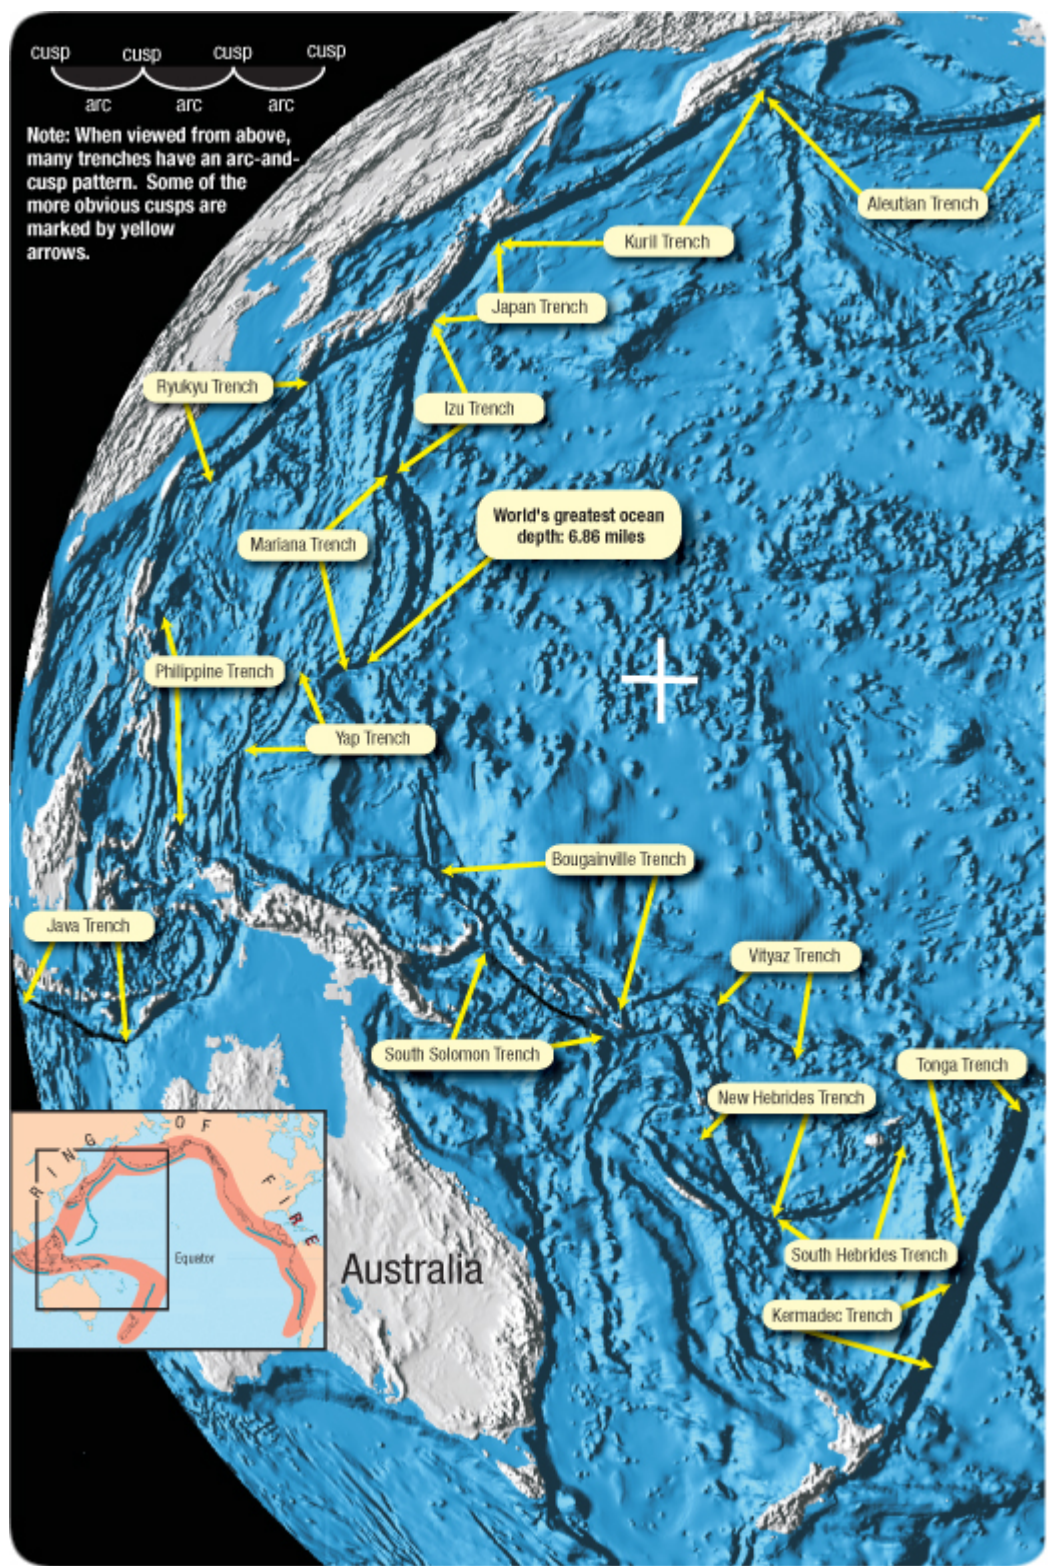 cusp cusp cusp cusp
arc arc arc
Note: When viewed from above,
many trenches have an arc-and-
cusp pattern. Some of the
more obvious cusps are
marked by yellow
arrows.
Aleutian Trench
Kuril Trench
Japan Trench
Ryukyu Trench
Izu Trench
World's greatest ocean
depth: 6.86 miles
Mariana Trench
Philippine Trench
Yap Trench
Bougainville Trench
Java Trench
Vityaz Trench
South Solomon Trench
Tonga Trench
New Hebrides Trench
South Hebrides Trench
Kermadec Trench
Australia
RING OF FIRE
Equator